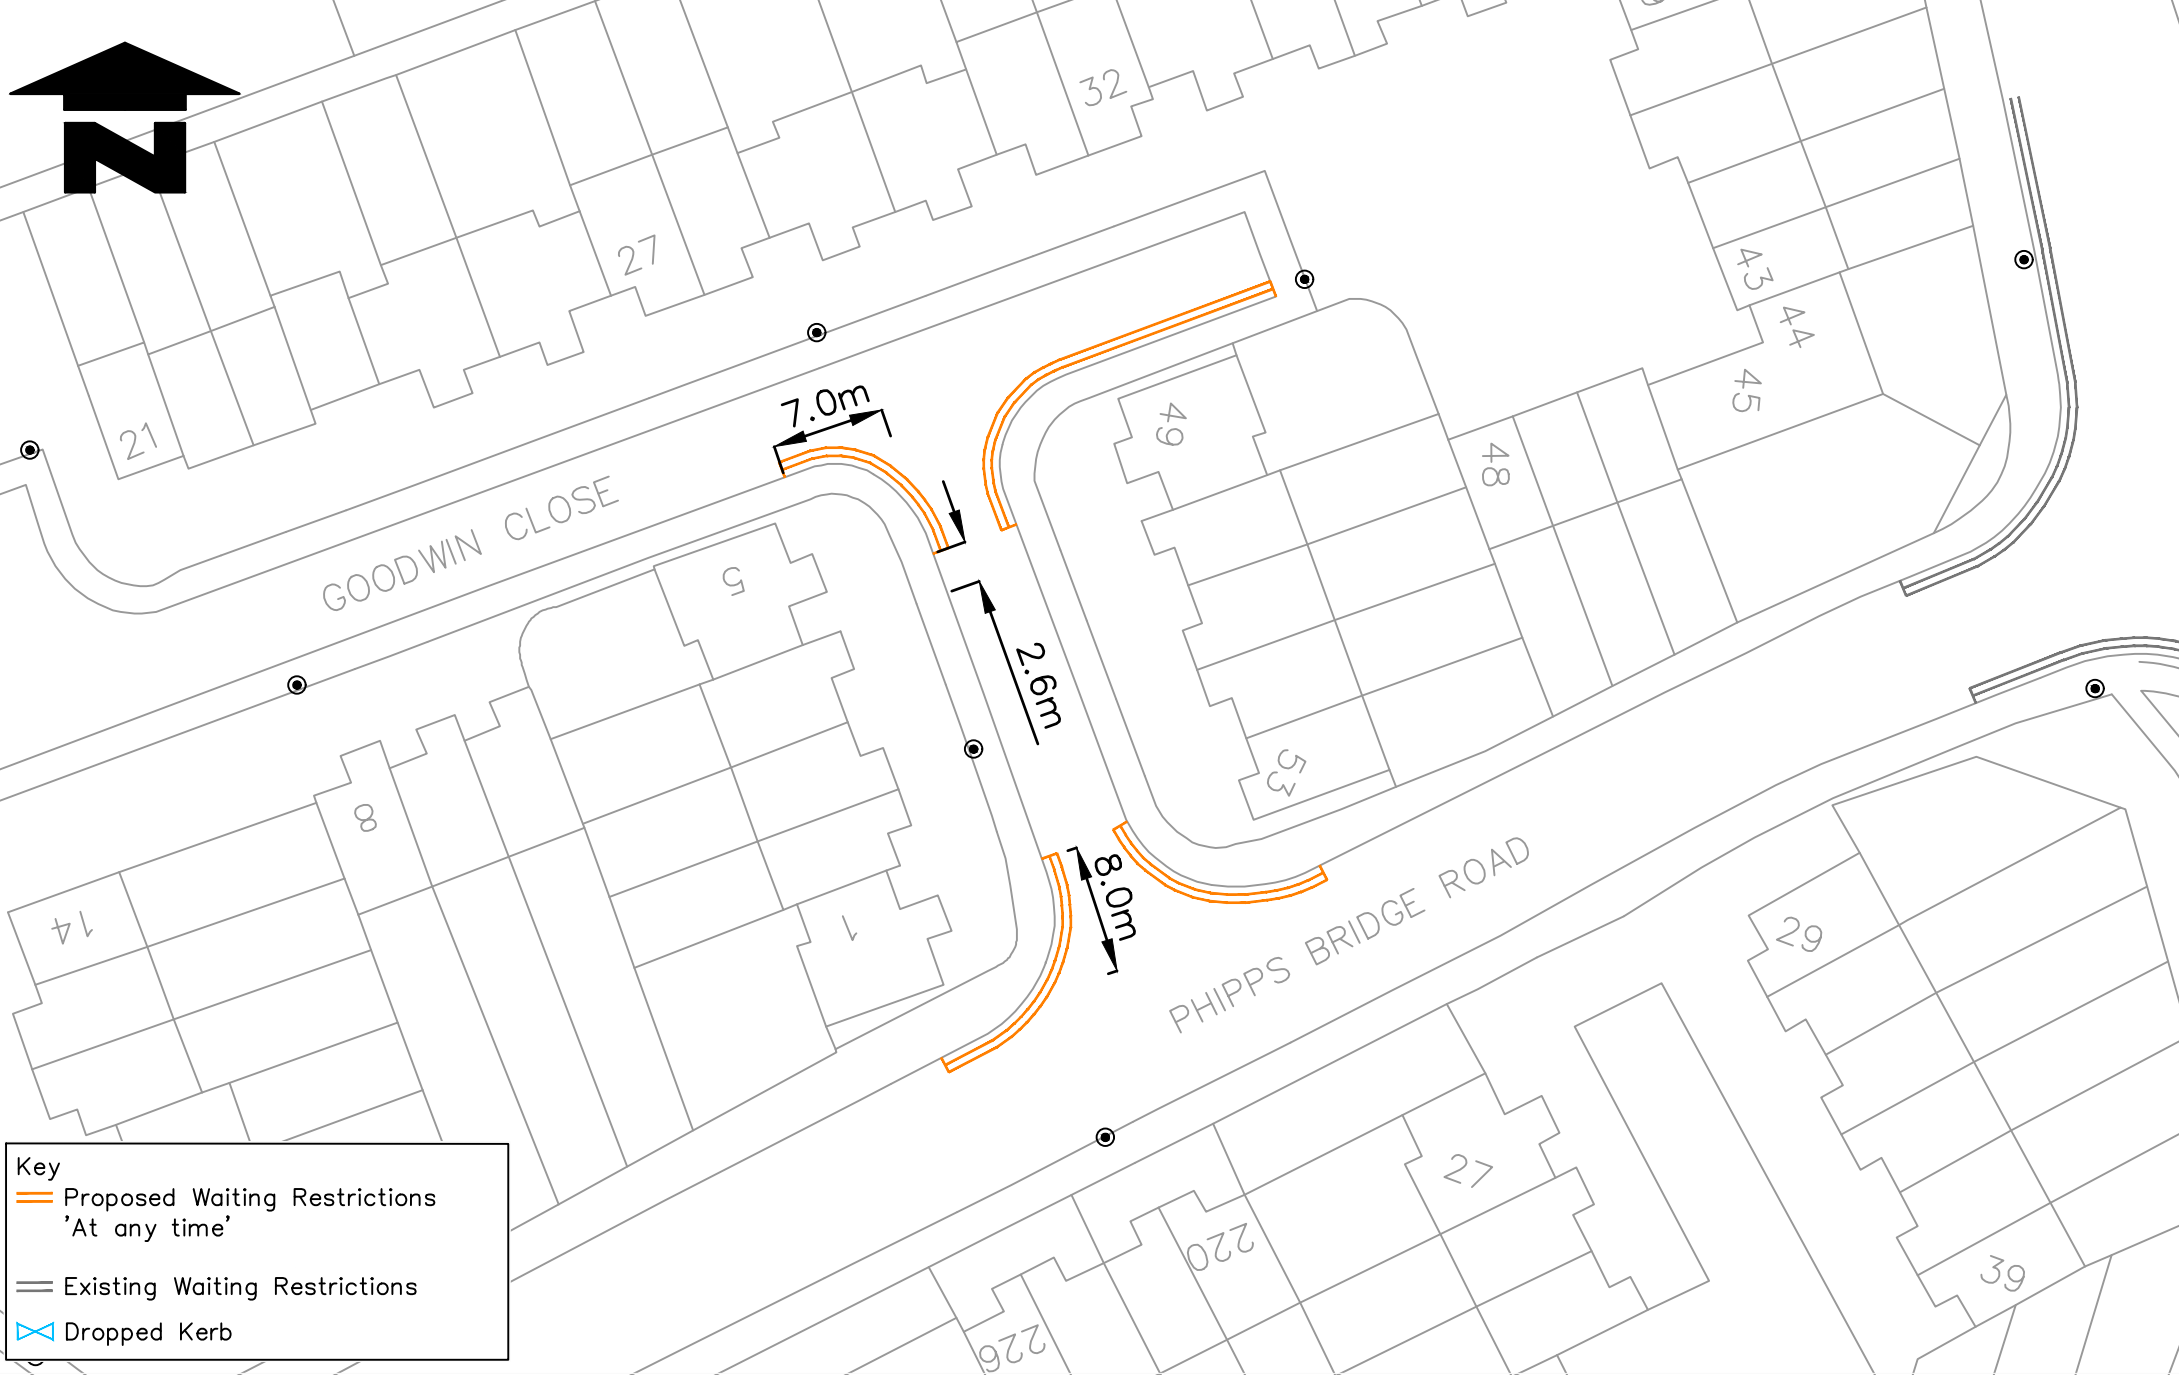 N
32
27
21
43
44
45
7.0m
49
48
GOODWIN CLOSE
5
2.6m
53
8
8.0m
14
1
PHIPPS BRIDGE ROAD
29
27
220
39
226
Key
Proposed Waiting Restrictions
'At any time'
Existing Waiting Restrictions
Dropped Kerb